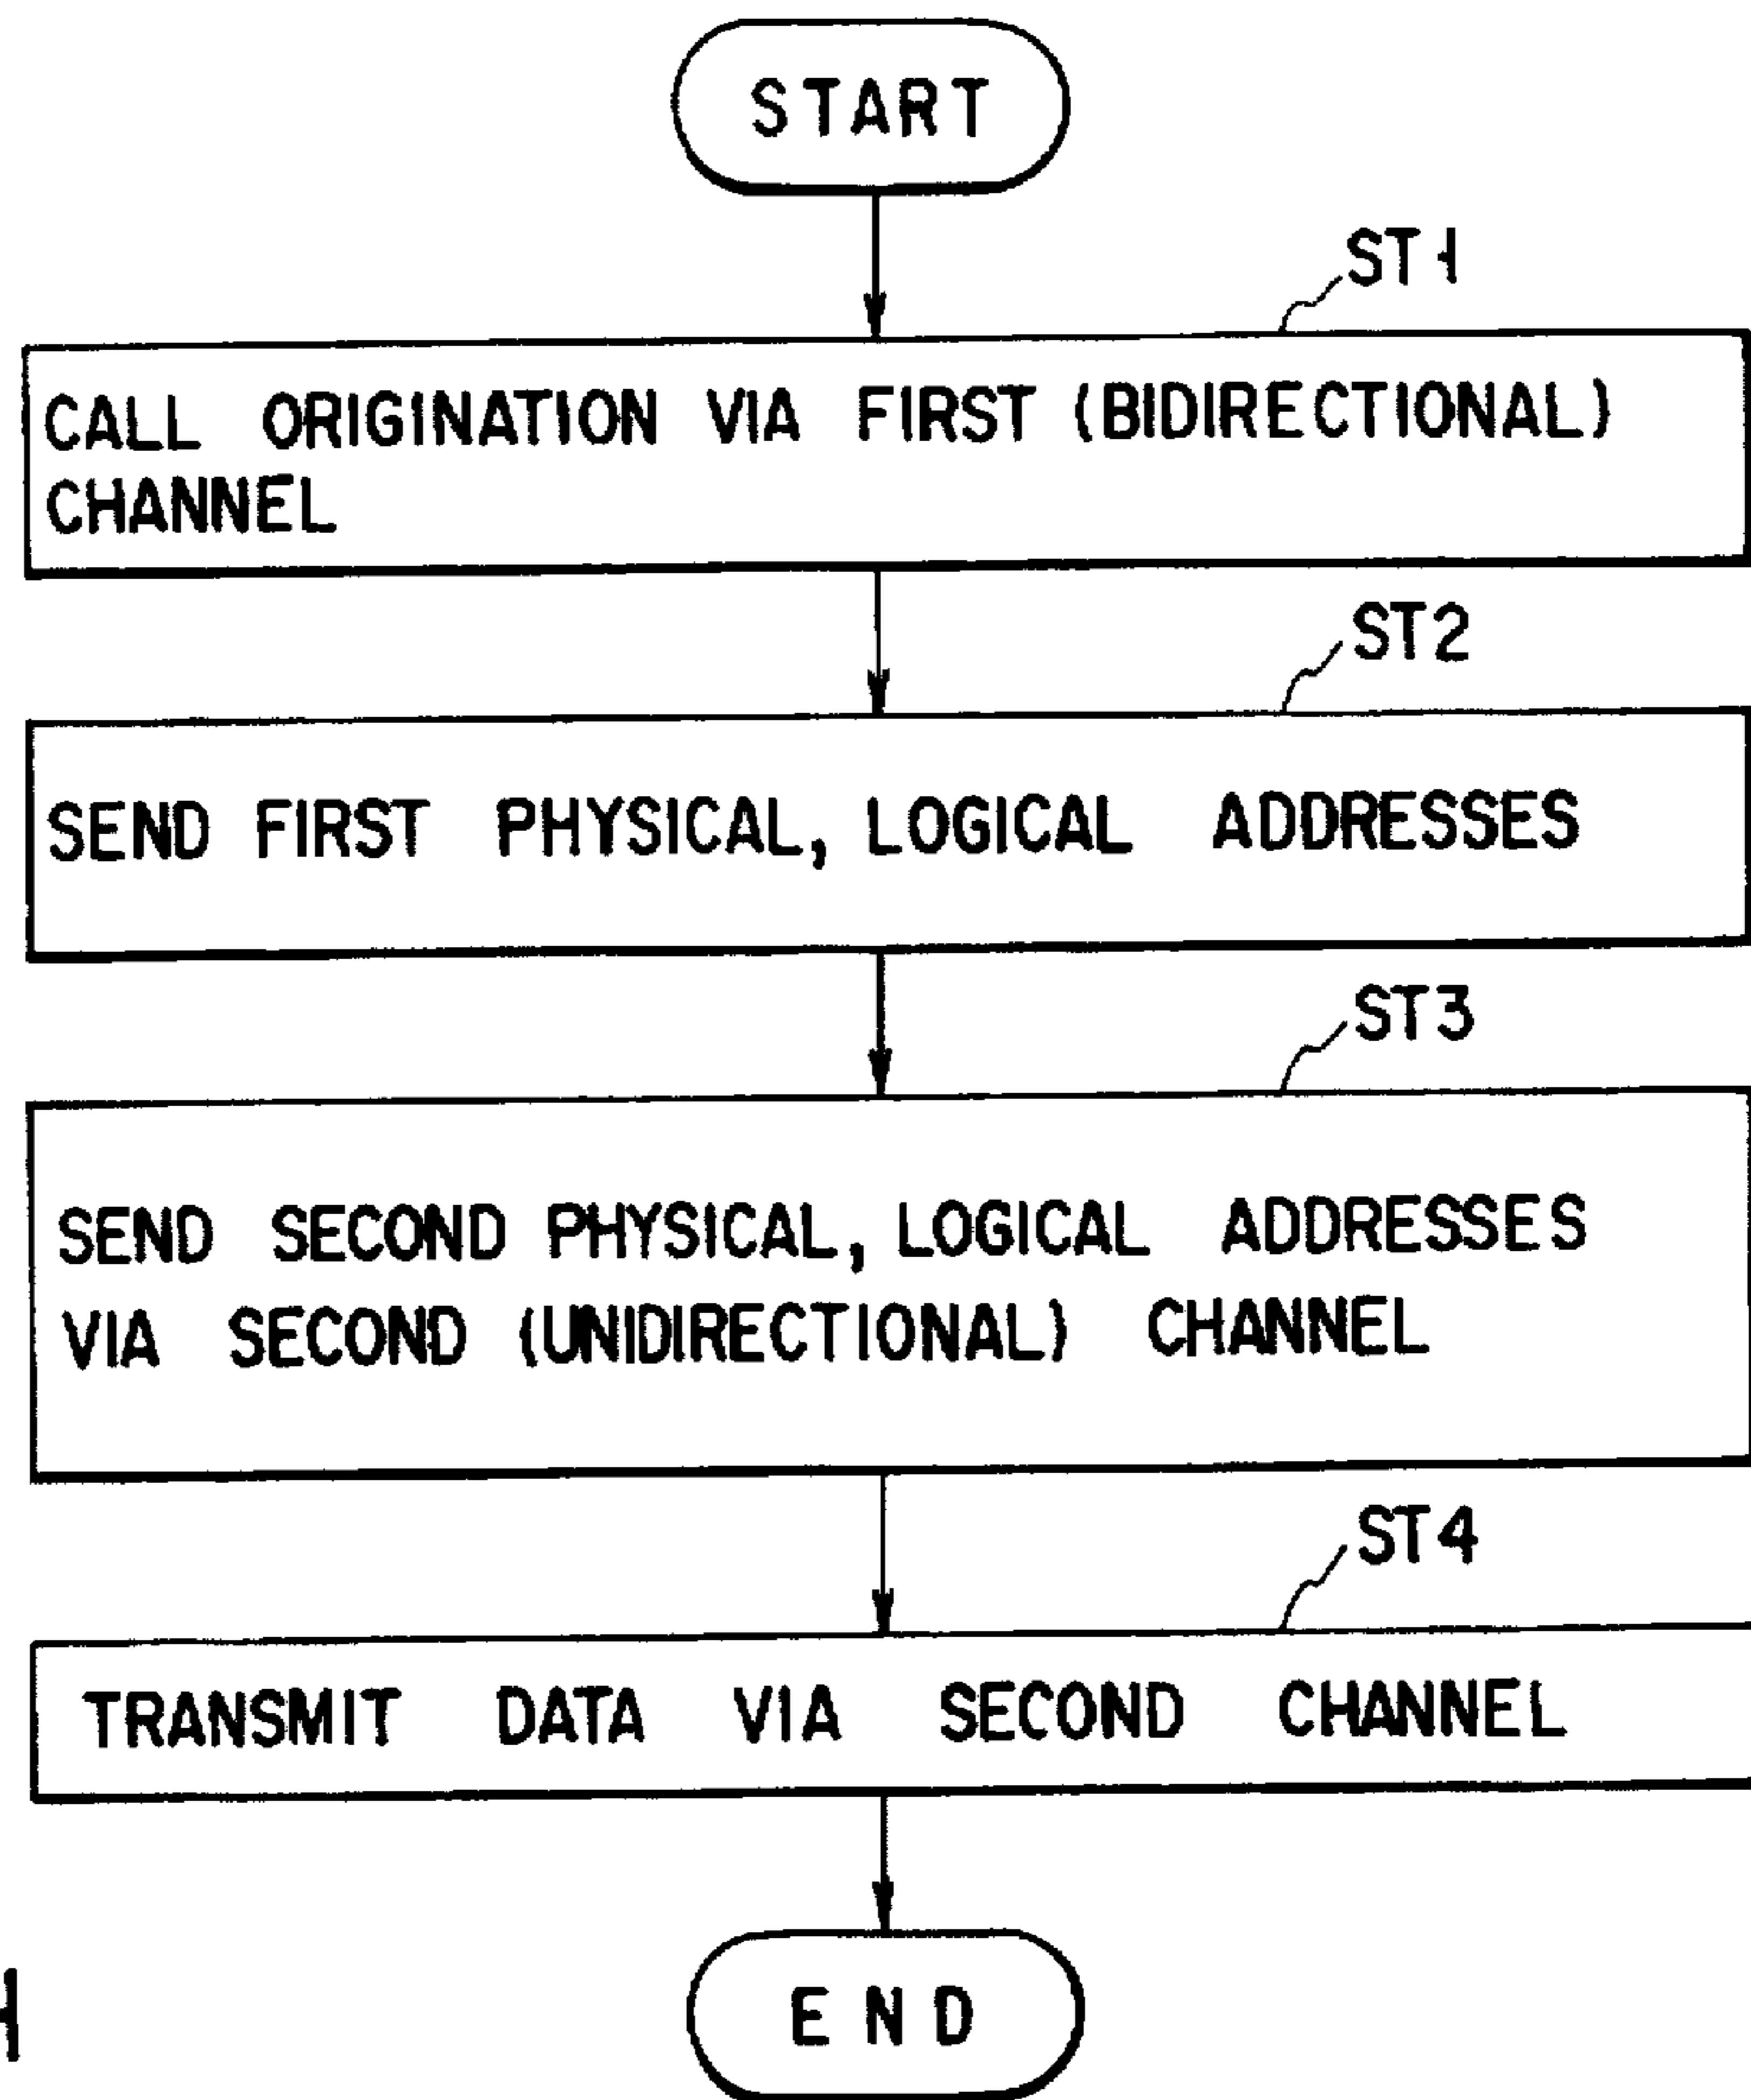 START
ST1
CALL ORIGINATION VIA FIRST (BIDIRECTIONAL)
CHANNEL
ST2
SEND FIRST PHYSICAL, LOGICAL ADDRESSES
ST3
SEND SECOND PHYSICAL, LOGICAL ADDRESSES
VIA SECOND (UNIDIRECTIONAL) CHANNEL
ST4
TRANSMIT DATA VIA SECOND CHANNEL
END